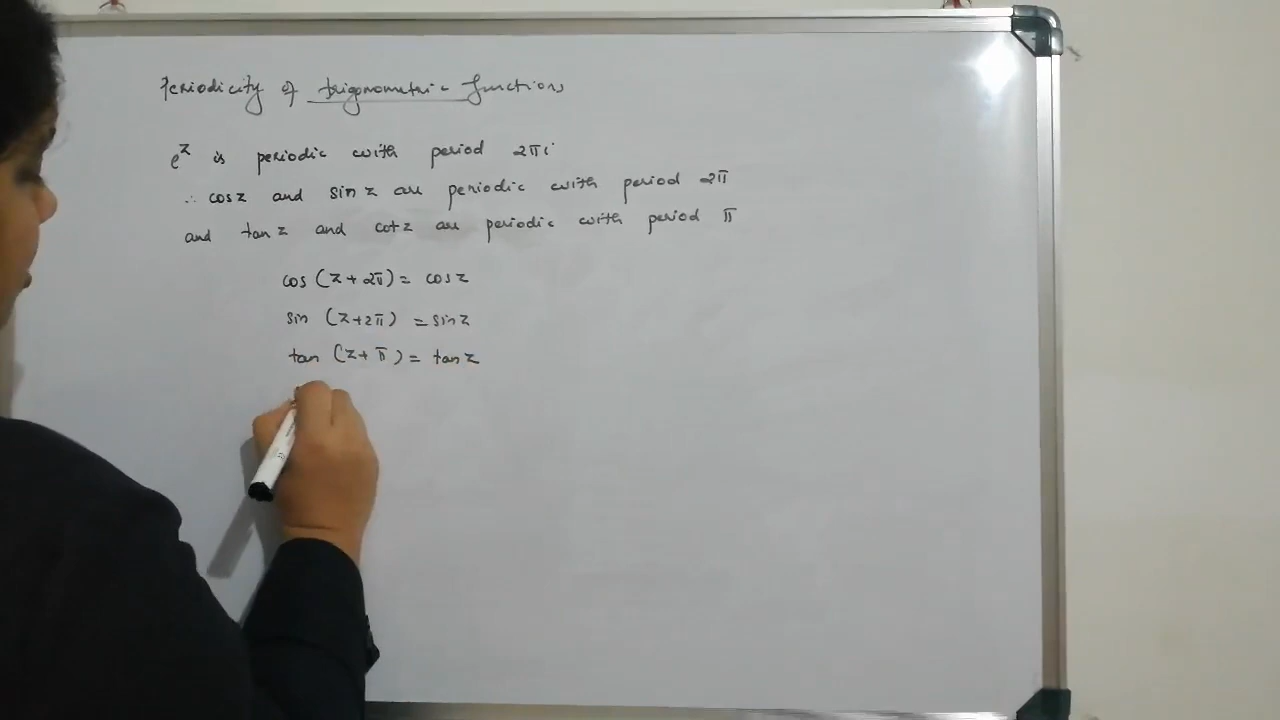 Periodicity of trigonometric functions
e^z is periodic with period 2πi
∴ cos z and sin z are periodic with period 2π
and tan z and cot z are periodic with period π
cos (z+2π) = cos z
sin (z+2π) = sin z
tan (z+π) = tan z